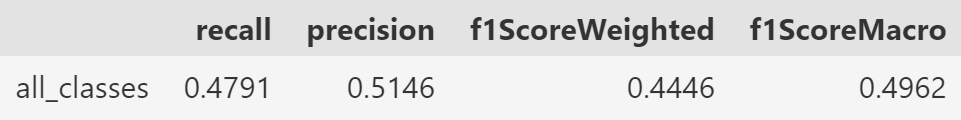 recall precision f1ScoreWeighted f1ScoreMacro
all_classes 0.4791 0.5146 0.4446 0.4962